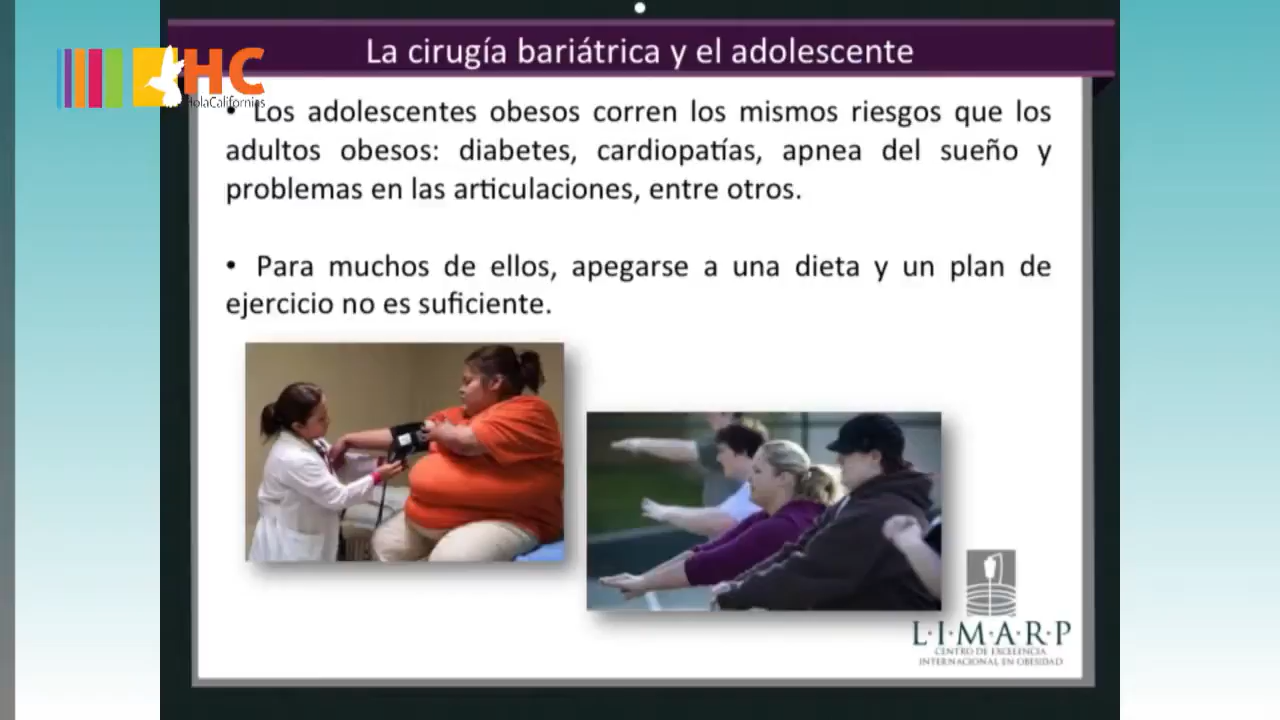 La cirugía bariátrica y el adolescente
HC
HolaCalifornias
• Los adolescentes obesos corren los mismos riesgos que los
adultos obesos: diabetes, cardiopatías, apnea del sueño y
problemas en las articulaciones, entre otros.
• Para muchos de ellos, apegarse a una dieta y un plan de
ejercicio no es suficiente.
L·I·M·A·R·P
CENTRO DE EXCELENCIA
INTERNACIONAL EN OBESIDAD